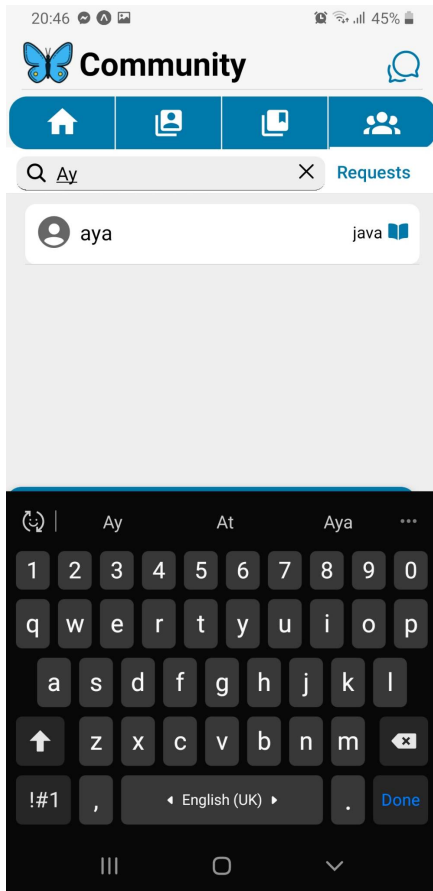 20:46 45%
Community
Ay Requests
aya java
Ay At Aya
1 2 3 4 5 6 7 8 9 0
q w e r t y u i o p
a s d f g h j k l
z x c v b n m
!#1 , English (UK) . Done